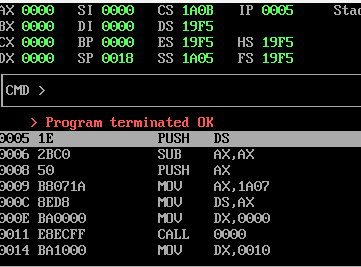 AX 0000 SI 0000 CS 1A0B IP 0005 Stac
BX 0000 DI 0000 DS 19F5
CX 0000 BP 0000 ES 19F5 HS 19F5
DX 0000 SP 0018 SS 1A05 FS 19F5
CMD >
> Program terminated OK
0005 1E PUSH DS
0006 2BC0 SUB AX,AX
0008 50 PUSH AX
0009 B8071A MOV AX,1A07
000C 8ED8 MOV DS,AX
000E BA0000 MOV DX,0000
0011 E8ECFF CALL 0000
0014 BA1000 MOV DX,0010